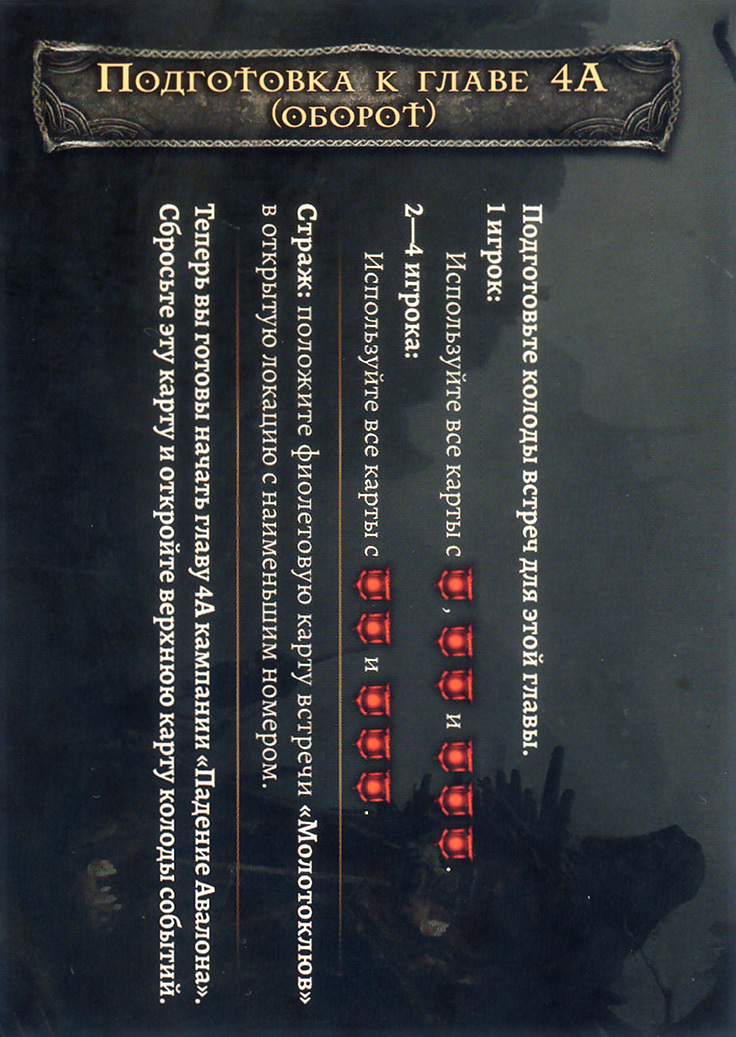 Подготовка к главе 4А
(оборот)
Подготовьте колоды встреч для этой главы.
1 игрок:
Используйте все карты с , и .
2—4 игрока:
Используйте все карты с и .
Страж: положите фиолетовую карту встречи «Молотоклюв»
в открытую локацию с наименьшим номером.
Теперь вы готовы начать главу 4А кампании «Падение Авалона».
Сбросьте эту карту и откройте верхнюю карту колоды событий.